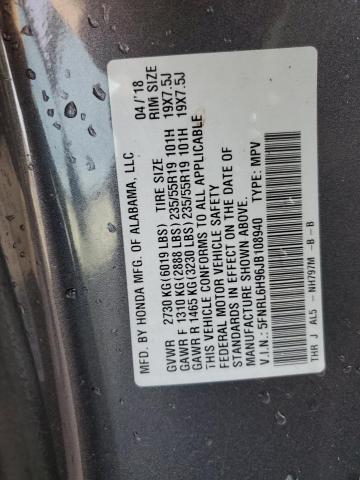 MFD. BY HONDA MFG. OF ALABAMA, LLC 04/'18
TIRE SIZE RIM SIZE
GVWR 2730 KG(6019 LBS)
GAWR F 1310 KG(2888 LBS) 235/55R19 101H 19X7.5J
GAWR R 1465 KG(3230 LBS) 235/55R19 101H 19X7.5J
THIS VEHICLE CONFORMS TO ALL APPLICABLE
FEDERAL MOTOR VEHICLE SAFETY
STANDARDS IN EFFECT ON THE DATE OF
MANUFACTURE SHOWN ABOVE.
V.I.N.: 5FNRL6H96JB108940 TYPE: MPV
THR J AL5 -NH797M -B -B